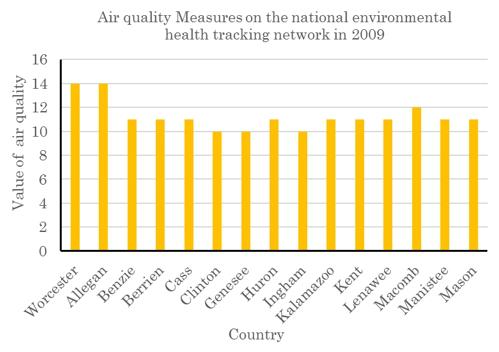 Air quality Measures on the national environmental
health tracking network in 2009
Value of air quality
16
14
12
10
8
6
4
2
0
Worcester
Allegan
Benzie
Berrien
Cass
Clinton
Genesee
Huron
Ingham
Kalamazoo
Kent
Lenawee
Macomb
Manistee
Mason
Country